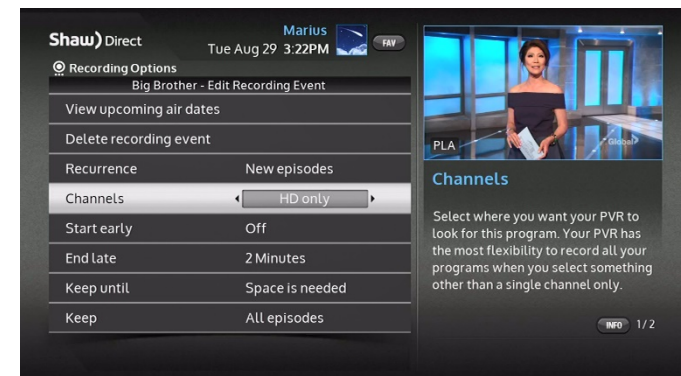 Shaw) Direct
Marius
Tue Aug 29 3:22PM
FAV
Recording Options
Big Brother - Edit Recording Event
View upcoming air dates
Delete recording event
Recurrence New episodes
Channels HD only
Start early Off
End late 2 Minutes
Keep until Space is needed
Keep All episodes
PLA
Global
Channels
Select where you want your PVR to
look for this program. Your PVR has
the most flexibility to record all your
programs when you select something
other than a single channel only.
INFO 1/2